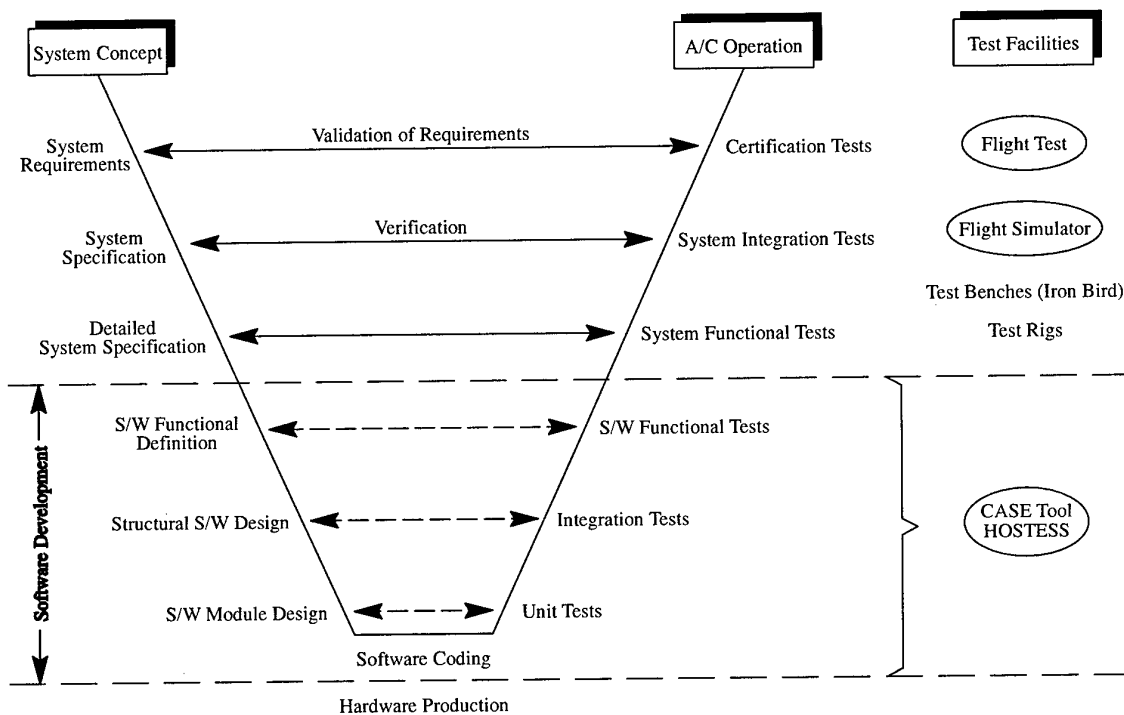 System Concept
A/C Operation
Test Facilities
Validation of Requirements
System
Requirements
Certification Tests
Flight Test
Verification
System
Specification
System Integration Tests
Flight Simulator
Test Benches (Iron Bird)
Detailed
System Specification
System Functional Tests
Test Rigs
Software Development
S/W Functional
Definition
S/W Functional Tests
Structural S/W Design
Integration Tests
CASE Tool
HOSTESS
S/W Module Design
Unit Tests
Software Coding
Hardware Production